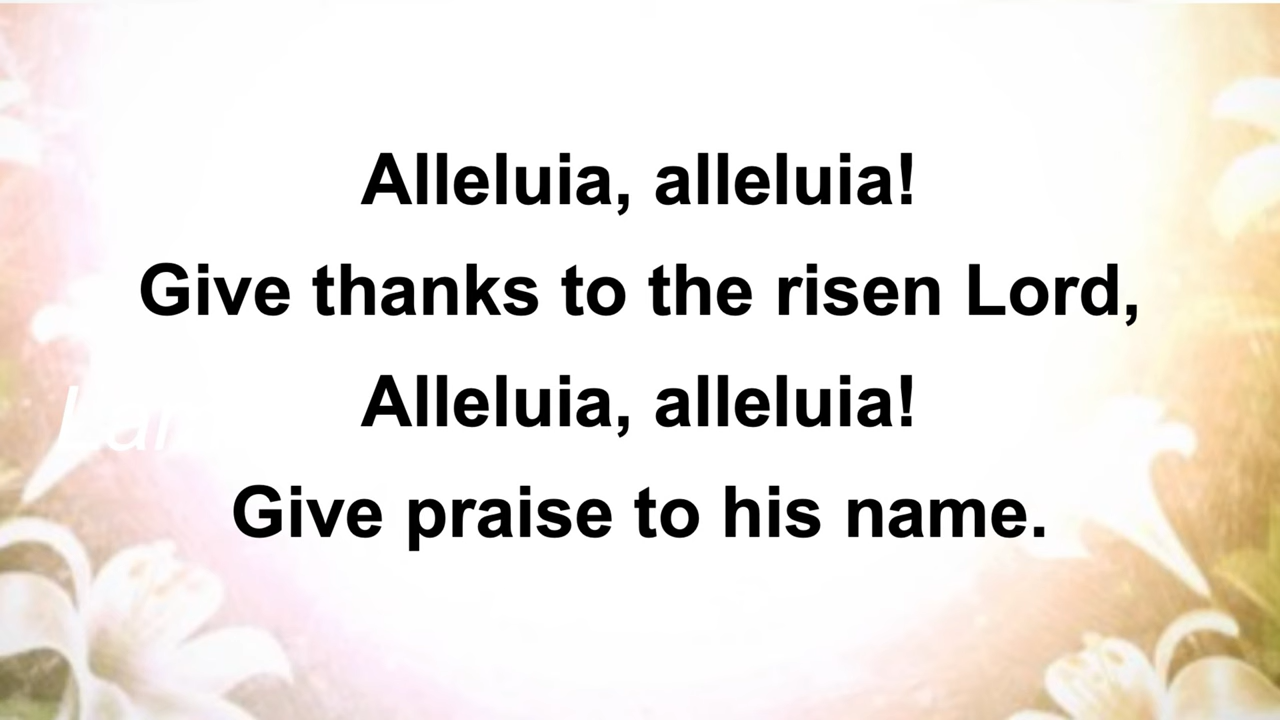 Alleluia, alleluia!
Give thanks to the risen Lord,
Alleluia, alleluia!
Give praise to his name.